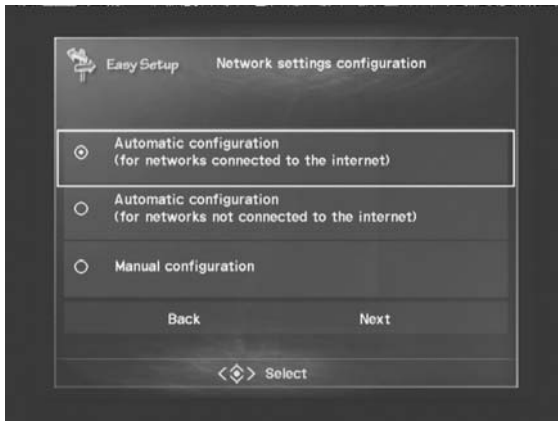 Easy Setup
Network settings configuration
Automatic configuration
(for networks connected to the internet)
Automatic configuration
(for networks not connected to the internet)
Manual configuration
Back
Next
Select